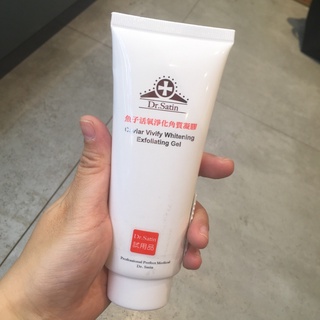 Dr.Satin
魚子活氧淨化角質凝膠
Caviar Vivify Whitening
Exfoliating Gel
Dr.Satin
試用品
Professional Perfect Medical
Dr. Satin